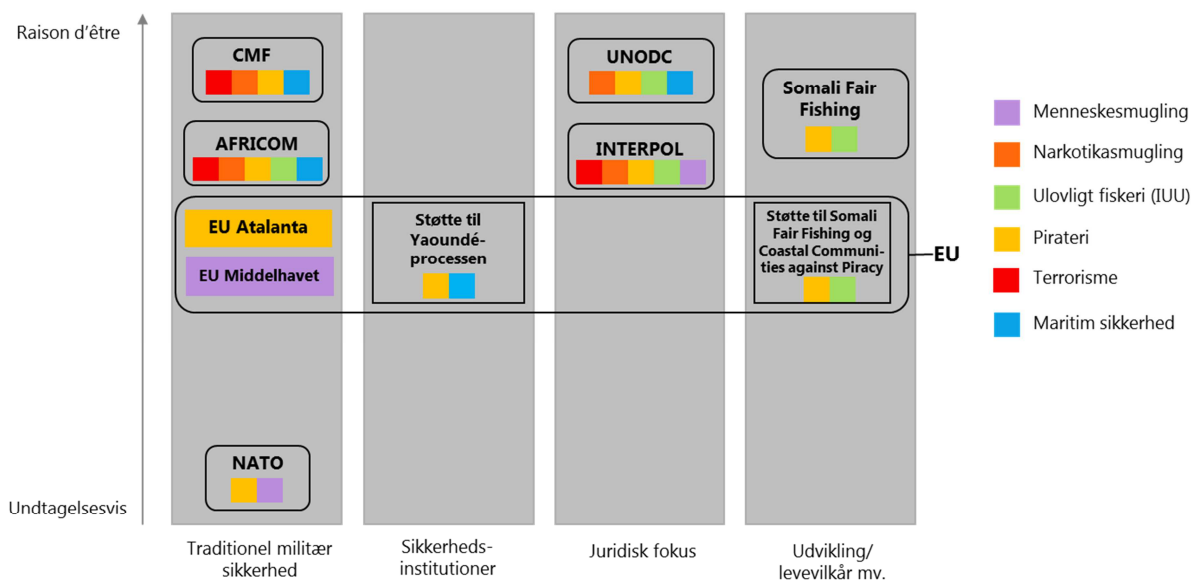 Raison d'être
Undtagelsesvis
CMF
AFRICOM
EU Atalanta
EU Middelhavet
NATO
Støtte til
Yaoundé-
processen
UNODC
INTERPOL
Somali Fair
Fishing
Støtte til Somali
Fair Fishing og
Coastal Communi-
ties against Piracy
EU
Menneskesmugling
Narkotikasmugling
Ulovligt fiskeri (IUU)
Pirateri
Terrorisme
Maritim sikkerhed
Traditionel militær
sikkerhed
Sikkerheds-
institutioner
Juridisk fokus
Udvikling/
levevilkår mv.